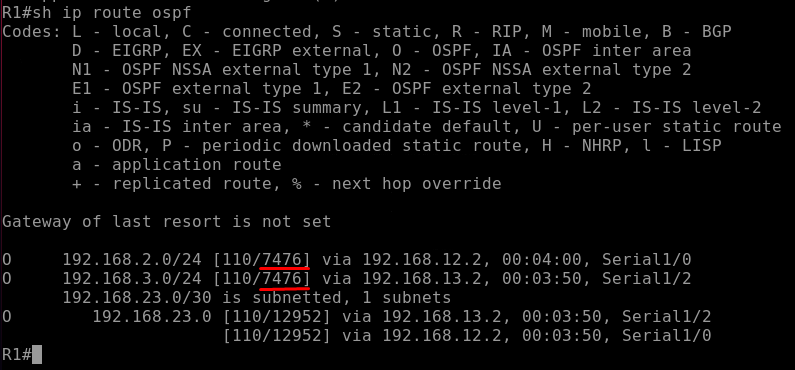 R1#sh ip route ospf
Codes: L - local, C - connected, S - static, R - RIP, M - mobile, B - BGP
D - EIGRP, EX - EIGRP external, O - OSPF, IA - OSPF inter area
N1 - OSPF NSSA external type 1, N2 - OSPF NSSA external type 2
E1 - OSPF external type 1, E2 - OSPF external type 2
i - IS-IS, su - IS-IS summary, L1 - IS-IS level-1, L2 - IS-IS level-2
ia - IS-IS inter area, * - candidate default, U - per-user static route
o - ODR, P - periodic downloaded static route, H - NHRP, l - LISP
a - application route
+ - replicated route, % - next hop override
Gateway of last resort is not set
O 192.168.2.0/24 [110/7476] via 192.168.12.2, 00:04:00, Serial1/0
O 192.168.3.0/24 [110/7476] via 192.168.13.2, 00:03:50, Serial1/2
192.168.23.0/30 is subnetted, 1 subnets
O 192.168.23.0 [110/12952] via 192.168.13.2, 00:03:50, Serial1/2
[110/12952] via 192.168.12.2, 00:03:50, Serial1/0
R1#